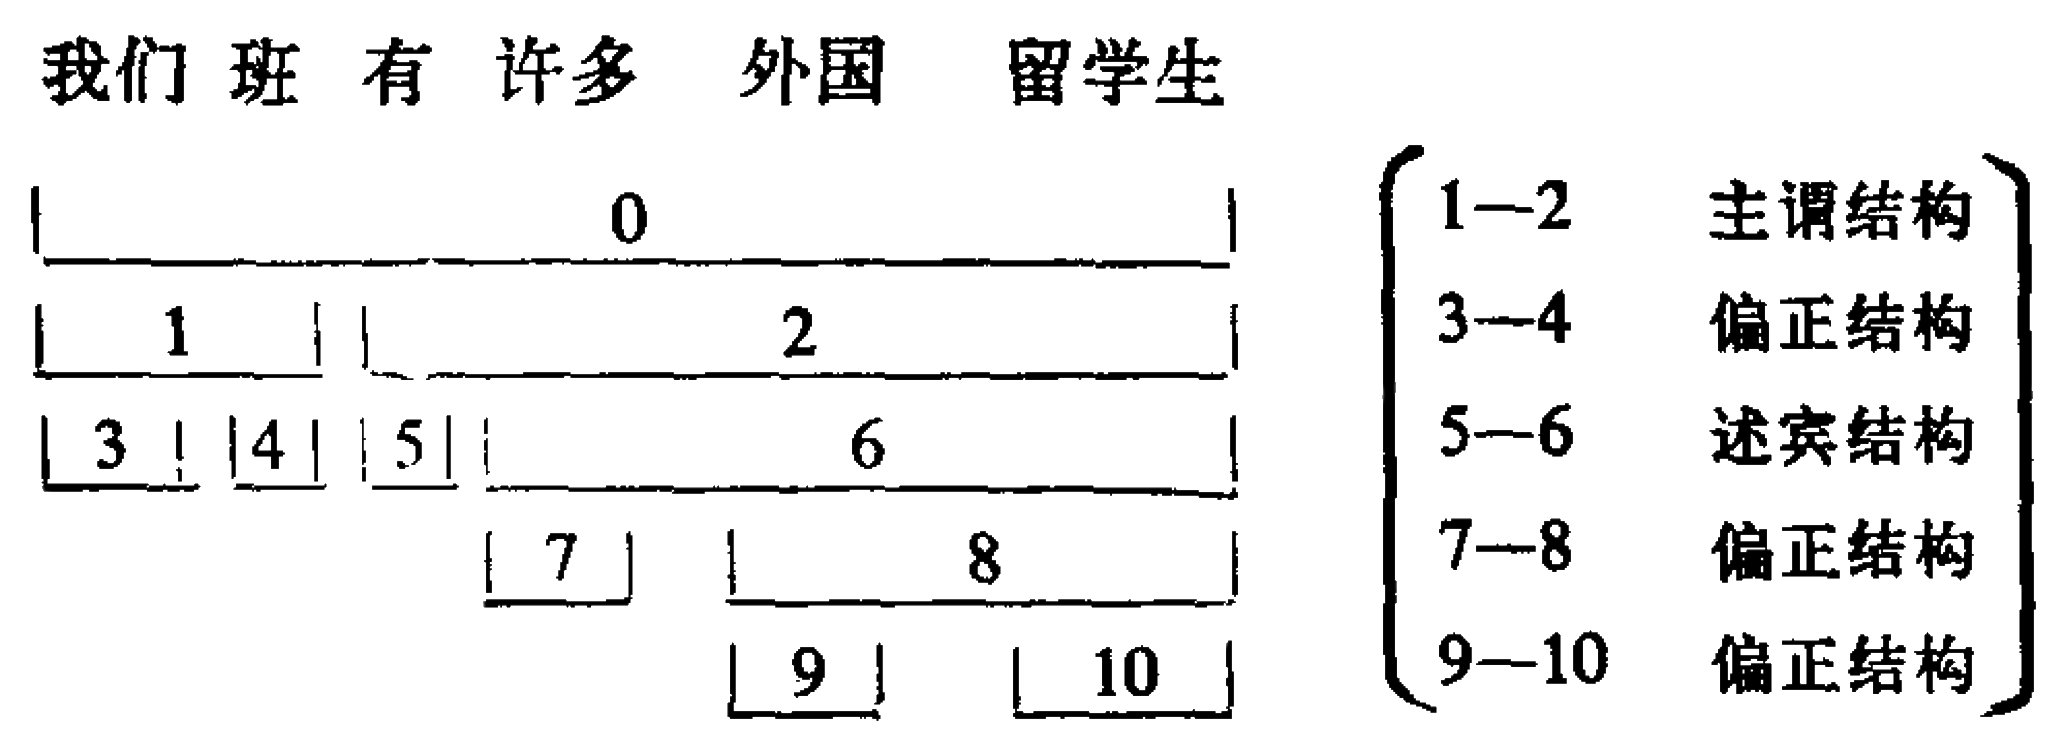 我们 班 有 许多 外国 留学生
0
1 2
3 4 5 6
7 8
9 10
1—2 主谓结构
3—4 偏正结构
5—6 述宾结构
7—8 偏正结构
9—10 偏正结构